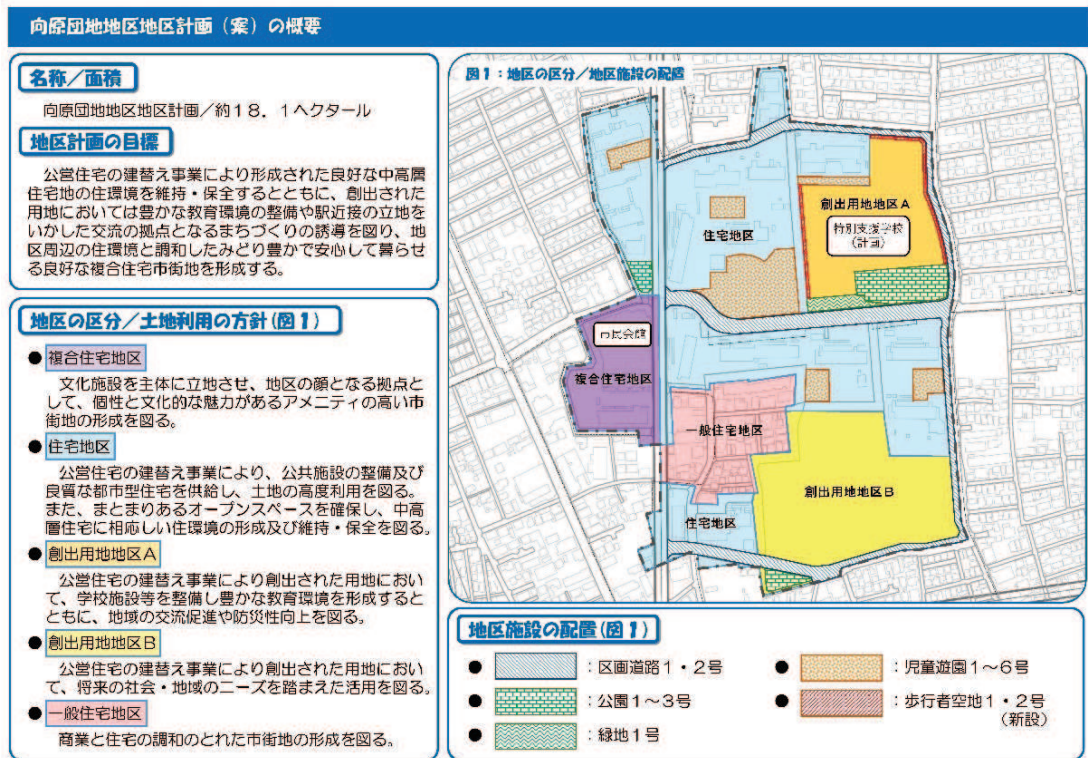 向原団地地区地区計画（案）の概要
名称／面積
向原団地地区地区計画／約１８．１ヘクタール
地区計画の目標
公営住宅の建替え事業により形成された良好な中高層
住宅地の住環境を維持・保全するとともに、創出された
用地においては豊かな教育環境の整備や駅近接の立地を
いかした交流の拠点となるまちづくりの誘導を図り、地
区周辺の住環境と調和したみどり豊かで安心して暮らせ
る良好な複合住宅市街地を形成する。
地区の区分／土地利用の方針(図１)
● 複合住宅地区
文化施設を主体に立地させ、地区の顔となる拠点と
して、個性と文化的な魅力があるアメニティの高い市
街地の形成を図る。
● 住宅地区
公営住宅の建替え事業により、公共施設の整備及び
良質な都市型住宅を供給し、土地の高度利用を図る。
また、まとまりあるオープンスペースを確保し、中高
層住宅に相応しい住環境の形成及び維持・保全を図る。
● 創出用地地区Ａ
公営住宅の建替え事業により創出された用地におい
て、学校施設等を整備し豊かな教育環境を形成すると
ともに、地域の交流促進や防災性向上を図る。
● 創出用地地区Ｂ
公営住宅の建替え事業により創出された用地におい
て、将来の社会・地域のニーズを踏まえた活用を図る。
● 一般住宅地区
商業と住宅の調和のとれた市街地の形成を図る。
図１：地区の区分／地区施設の配置
創出用地地区Ａ
特別支援学校
（計画）
住宅地区
市民会館
複合住宅地区
一般住宅地区
創出用地地区Ｂ
住宅地区
地区施設の配置(図１)
● ：区画道路１・２号
● ：公園１～３号
● ：緑地１号
● ：児童遊園１～６号
● ：歩行者空地１・２号
（新設）